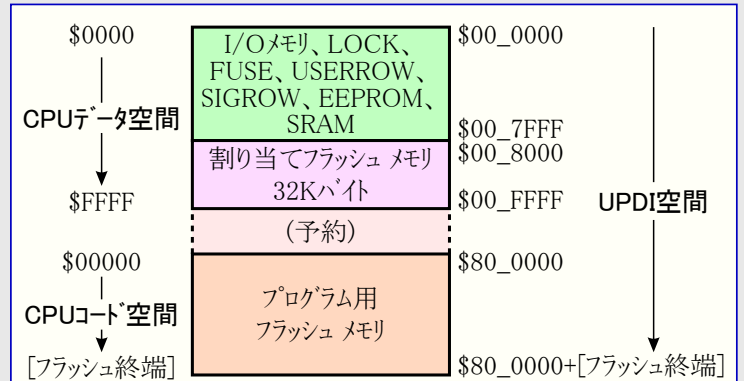 $0000
CPUデータ空間
$FFFF
$00000
CPUコード空間
[フラッシュ終端]
I/Oメモリ、LOCK、
FUSE、USERROW、
SIGROW、EEPROM、
SRAM
割り当てフラッシュ メモリ
32Kバイト
(予約)
プログラム用
フラッシュ メモリ
$00_0000
$00_7FFF
$00_8000
$00_FFFF
$80_0000
$80_0000+[フラッシュ終端]
UPDI空間